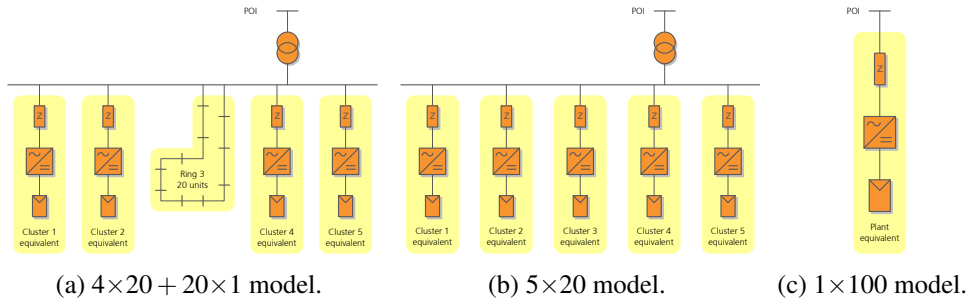 POI
POI
POI
Z
Z
Z
Z
Z
Z
Z
Z
Z
Z
Ring 3
20 units
Cluster 1
equivalent
Cluster 2
equivalent
Cluster 4
equivalent
Cluster 5
equivalent
Cluster 1
equivalent
Cluster 2
equivalent
Cluster 3
equivalent
Cluster 4
equivalent
Cluster 5
equivalent
Plant
equivalent
(a) 4×20 + 20×1 model.
(b) 5×20 model.
(c) 1×100 model.